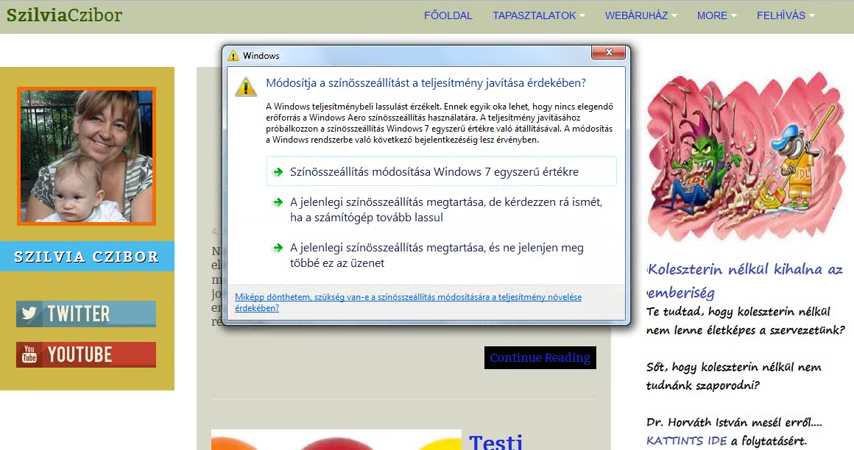 SzilviaCzibor
FŐOLDAL TAPASZTALATOK WEBÁRUHÁZ MORE FELHÍVÁS
Windows
Módosítja a színösszeállítást a teljesítmény javítása érdekében?
A Windows teljesítménybeli lassulást érzékelt. Ennek egyik oka lehet, hogy nincs elegendő
erőforrás a Windows Aero színösszeállítás használatára. A teljesítmény javításához
próbálkozzon a színösszeállítás Windows 7 egyszerű értékre való átállításával. A módosítás
a Windows rendszerbe való következő bejelentkezéséig lesz érvényben.
Színösszeállítás módosítása Windows 7 egyszerű értékre
A jelenlegi színösszeállítás megtartása, de kérdezzen rá ismét,
ha a számítógép tovább lassul
A jelenlegi színösszeállítás megtartása, és ne jelenjen meg
többé ez az üzenet
Miképp dönthetem, szükség van-e a színösszeállítás módosítására a teljesítmény növelése
érdekében?
SZILVIA CZIBOR
TWITTER
You Tube YOUTUBE
Continue Reading
Testi
Koleszterin nélkül kihalna az
emberiség
Te tudtad, hogy koleszterin nélkül
nem lenne életképes a szervezetünk?
Sőt, hogy koleszterin nélkül nem
tudnánk szaporodni?
Dr. Horváth István mesél erről....
KATTINTS IDE a folytatásért.